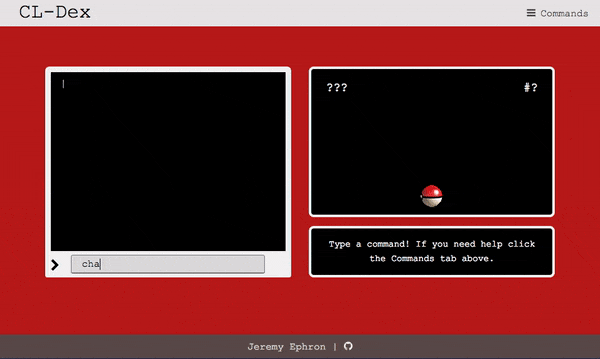 CL-Dex
Commands
???
#?
cha
Type a command! If you need help click
the Commands tab above.
Jeremy Ephron |